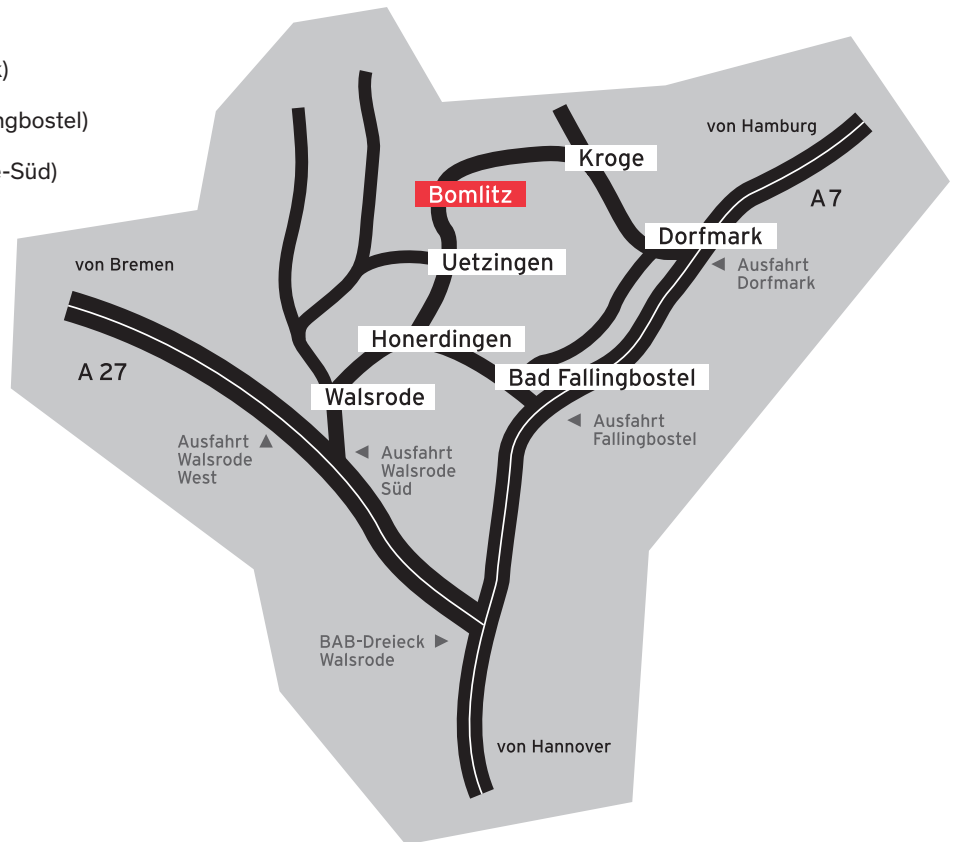 ngbostel)
e-Süd)
von Hamburg
Kroge
A 7
Bomlitz
Dorfmark
Uetzingen
von Bremen
Ausfahrt
Dorfmark
Honerdingen
A 27
Bad Fallingbostel
Walsrode
Ausfahrt
Fallingbostel
Ausfahrt
Walsrode
West
Ausfahrt
Walsrode
Süd
BAB-Dreieck
Walsrode
von Hannover